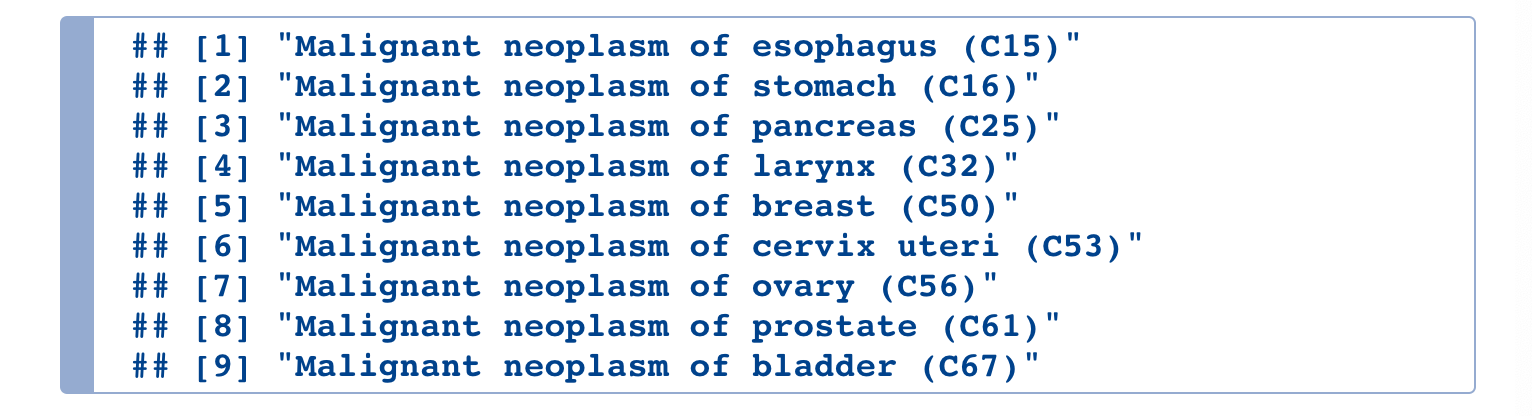 ## [1] "Malignant neoplasm of esophagus (C15)"
## [2] "Malignant neoplasm of stomach (C16)"
## [3] "Malignant neoplasm of pancreas (C25)"
## [4] "Malignant neoplasm of larynx (C32)"
## [5] "Malignant neoplasm of breast (C50)"
## [6] "Malignant neoplasm of cervix uteri (C53)"
## [7] "Malignant neoplasm of ovary (C56)"
## [8] "Malignant neoplasm of prostate (C61)"
## [9] "Malignant neoplasm of bladder (C67)"